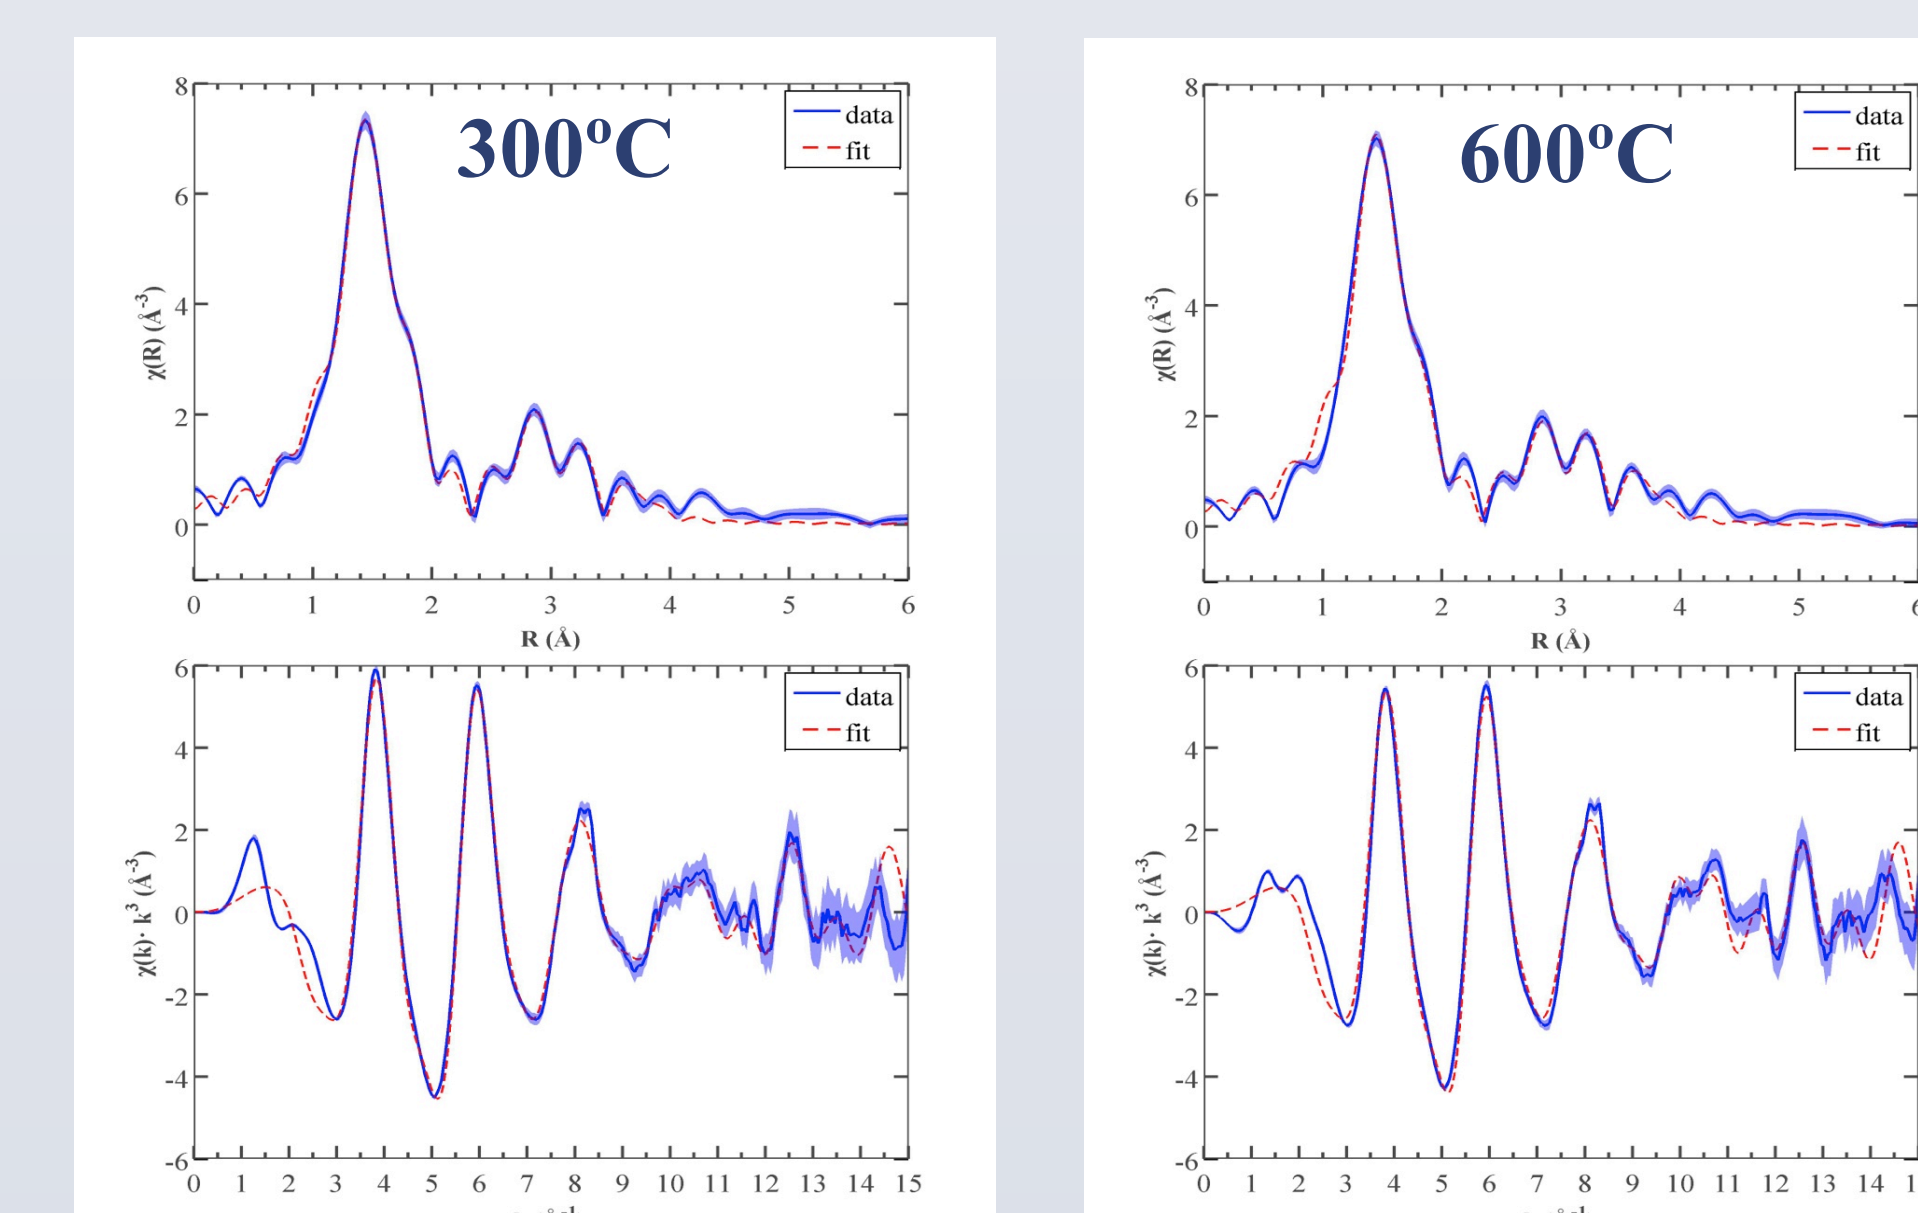 8
6
4
2
0
χ(R) (Å⁻³)
300ºC
data
fit
0 1 2 3 4 5 6
R (Å)
8
6
4
2
0
χ(R) (Å⁻³)
600ºC
data
fit
0 1 2 3 4 5
R (Å)
6
4
2
0
-2
-4
-6
χ(k)· k³ (Å⁻³)
data
fit
0 1 2 3 4 5 6 7 8 9 10 11 12 13 14 15
6
4
2
0
-2
-4
-6
χ(k)· k³ (Å⁻³)
data
fit
0 1 2 3 4 5 6 7 8 9 10 11 12 13 14